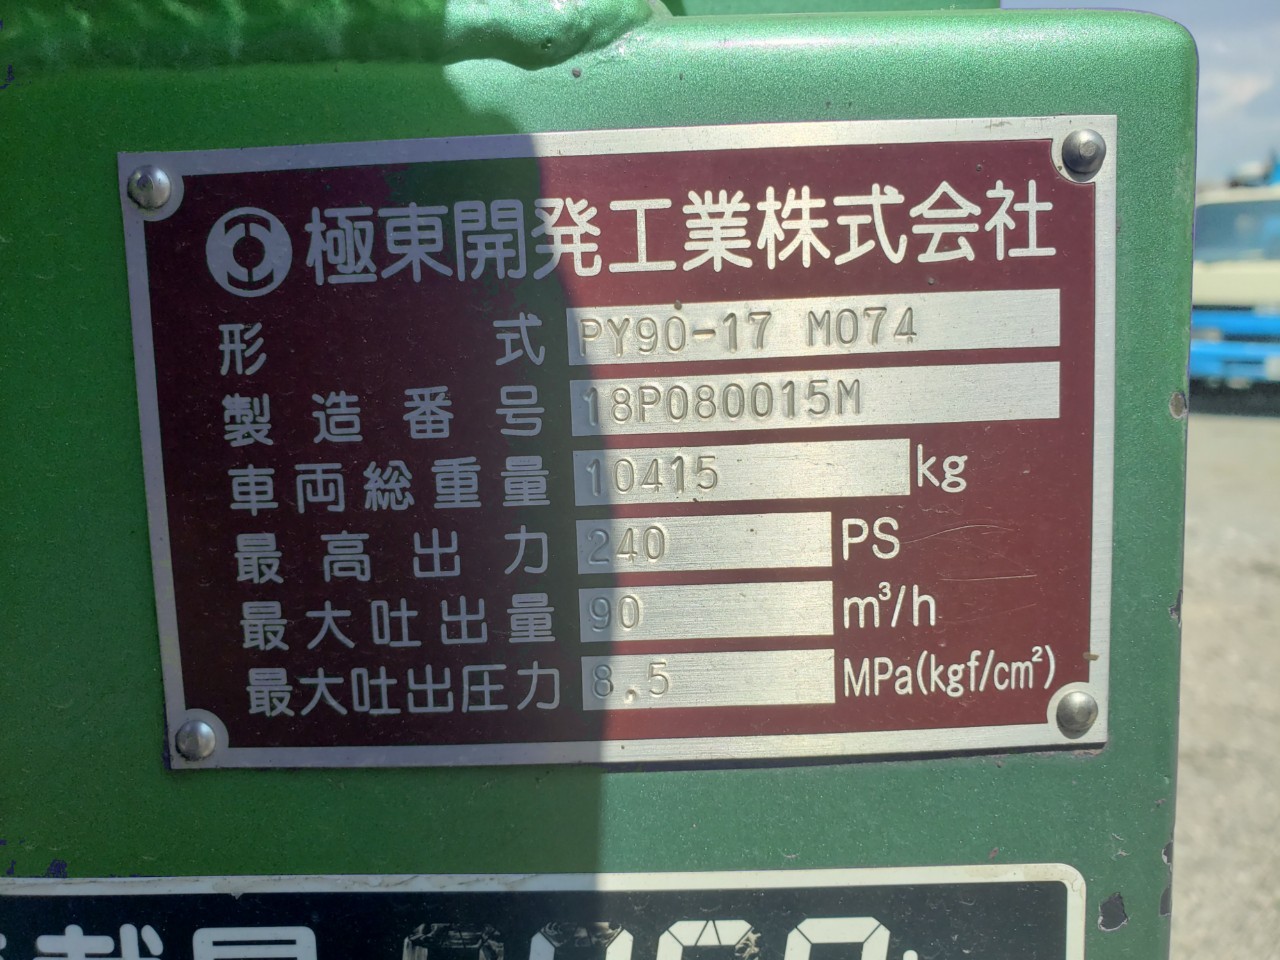 極東開発工業株式会社
形式 PY90-17 M074
製造番号 18P080015M
車両総重量 10415 kg
最高出力 240 PS
最大吐出量 90 m³/h
最大吐出圧力 8.5 MPa(kgf/cm²)
載量